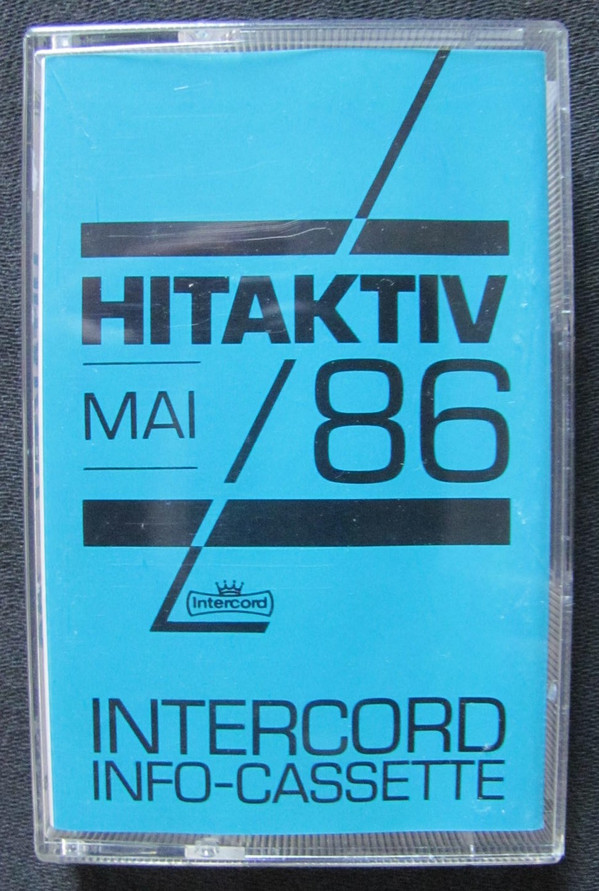 HITAKTIV
MAI / 86
Intercord
INTERCORD
INFO-CASSETTE